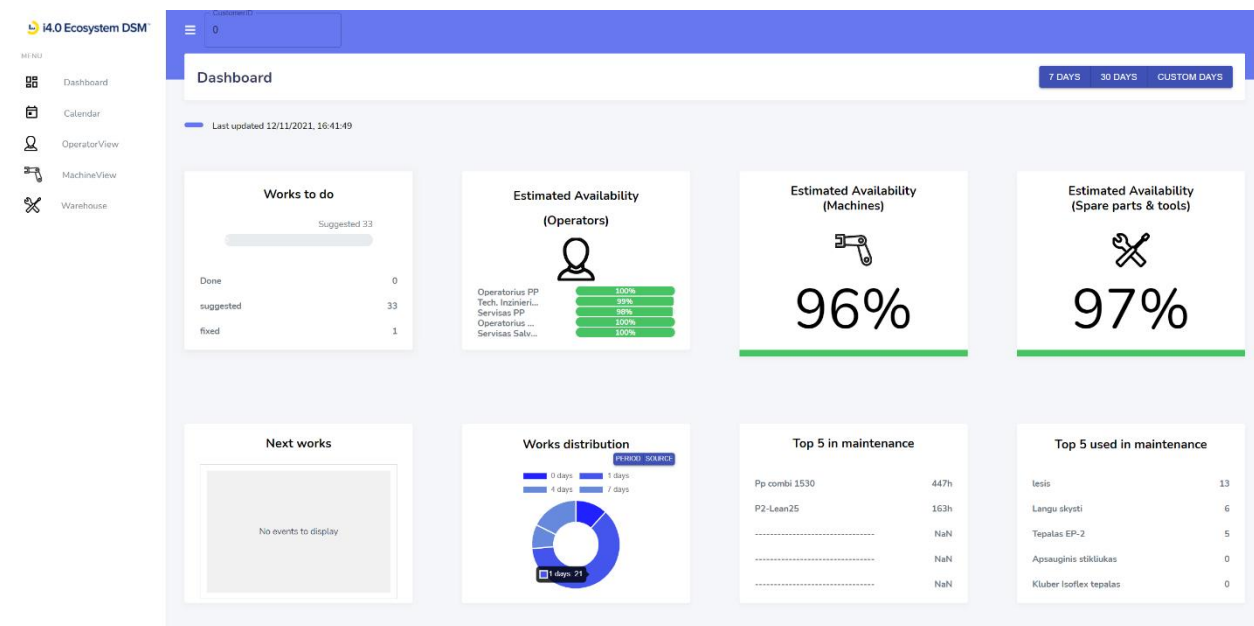 i4.0 Ecosystem DSM
CustomerID
0
MENU
Dashboard
Calendar
OperatorView
MachineView
Warehouse
Dashboard
7 DAYS 30 DAYS CUSTOM DAYS
Last updated 12/11/2021, 16:41:49
Works to do
Suggested 33
Done 0
suggested 33
fixed 1
Estimated Availability
(Operators)
Operatorius PP 100%
Tech. Inzinieri... 99%
Servisas PP 98%
Operatorius ... 100%
Servisas Salv... 100%
Estimated Availability
(Machines)
96%
Estimated Availability
(Spare parts & tools)
97%
Next works
No events to display
Works distribution
PERIOD SOURCE
0 days 1 days
4 days 7 days
1 days: 21
Top 5 in maintenance
Pp combi 1530 447h
P2-Lean25 163h
-------------------------------- NaN
-------------------------------- NaN
-------------------------------- NaN
Top 5 used in maintenance
lesis 13
Langu skysti 6
Tepalas EP-2 5
Apsauginis stikliukas 0
Kluber Isoflex tepalas 0